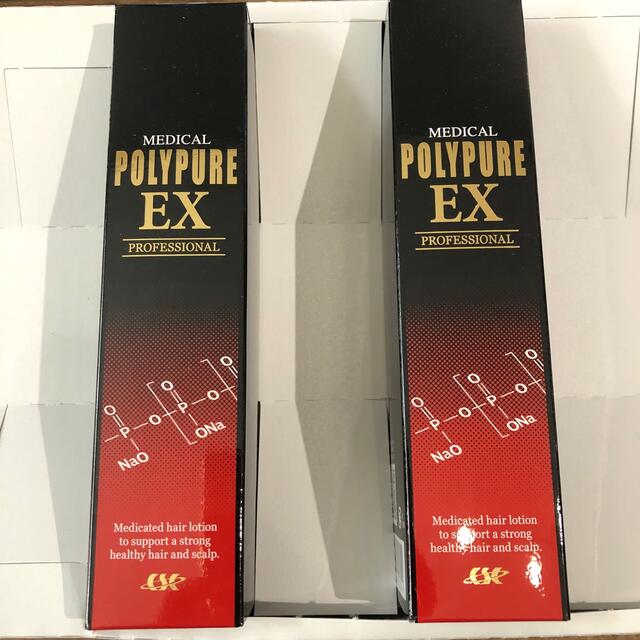 MEDICAL
POLYPURE
EX
PROFESSIONAL
O O O
P O P O
ONa
NaO
Medicated hair lotion
to support a strong
healthy hair and scalp.
MEDICAL
POLYPURE
EX
PROFESSIONAL
O O O
P O P O
ONa
NaO
Medicated hair lotion
to support a strong
healthy hair and scalp.